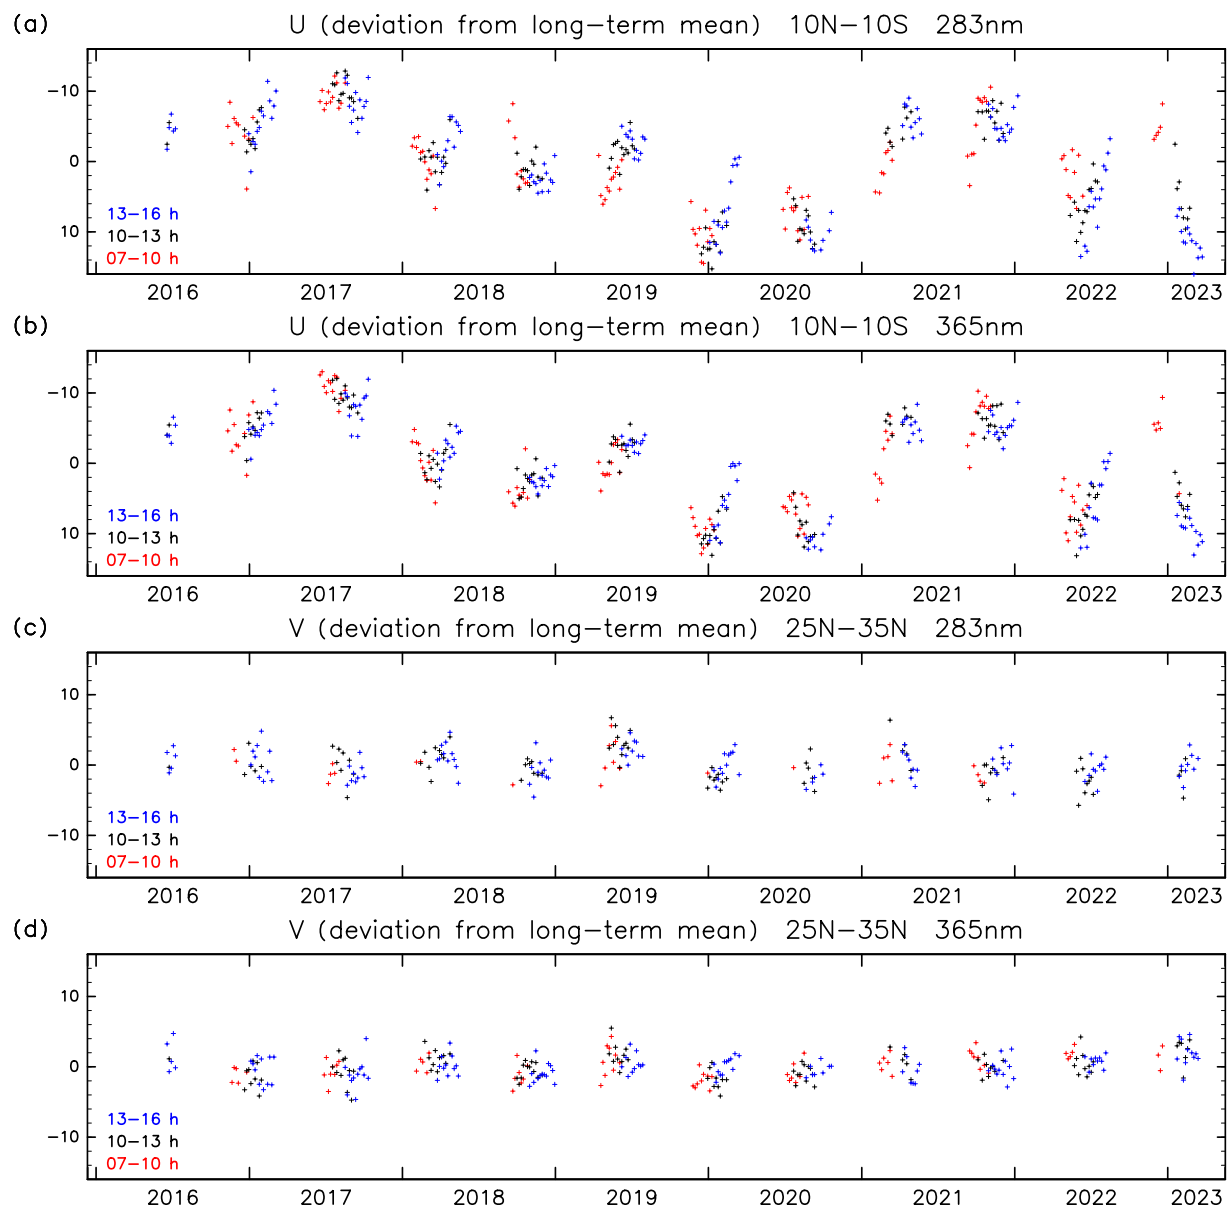 (a) U (deviation from long-term mean) 10N-10S 283nm
-10
0
10
13-16 h
10-13 h
07-10 h
2016 2017 2018 2019 2020 2021 2022 2023
(b) U (deviation from long-term mean) 10N-10S 365nm
-10
0
10
13-16 h
10-13 h
07-10 h
2016 2017 2018 2019 2020 2021 2022 2023
(c) V (deviation from long-term mean) 25N-35N 283nm
10
0
-10
13-16 h
10-13 h
07-10 h
2016 2017 2018 2019 2020 2021 2022 2023
(d) V (deviation from long-term mean) 25N-35N 365nm
10
0
-10
13-16 h
10-13 h
07-10 h
2016 2017 2018 2019 2020 2021 2022 2023